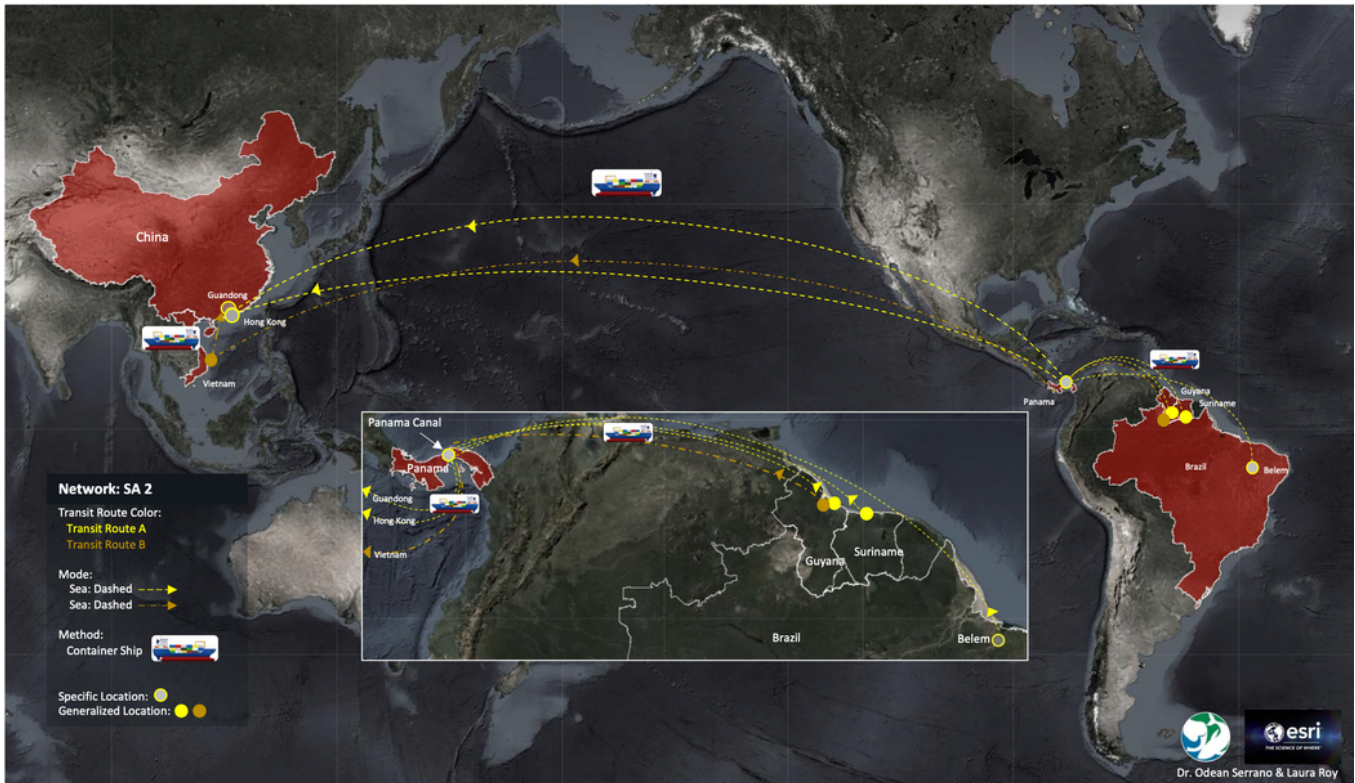 China
Guandong
Hong Kong
Vietnam
Panama
Guyana
Suriname
Brazil
Belem
Panama Canal
Panama
Guandong
Hong Kong
Vietnam
Guyana
Suriname
Brazil
Belem
Network: SA 2
Transit Route Color:
Transit Route A
Transit Route B
Mode:
Sea: Dashed
Sea: Dashed
Method:
Container Ship
Specific Location:
Generalized Location:
esri
THE SCIENCE OF WHERE
Dr. Odean Serrano & Laura Roy